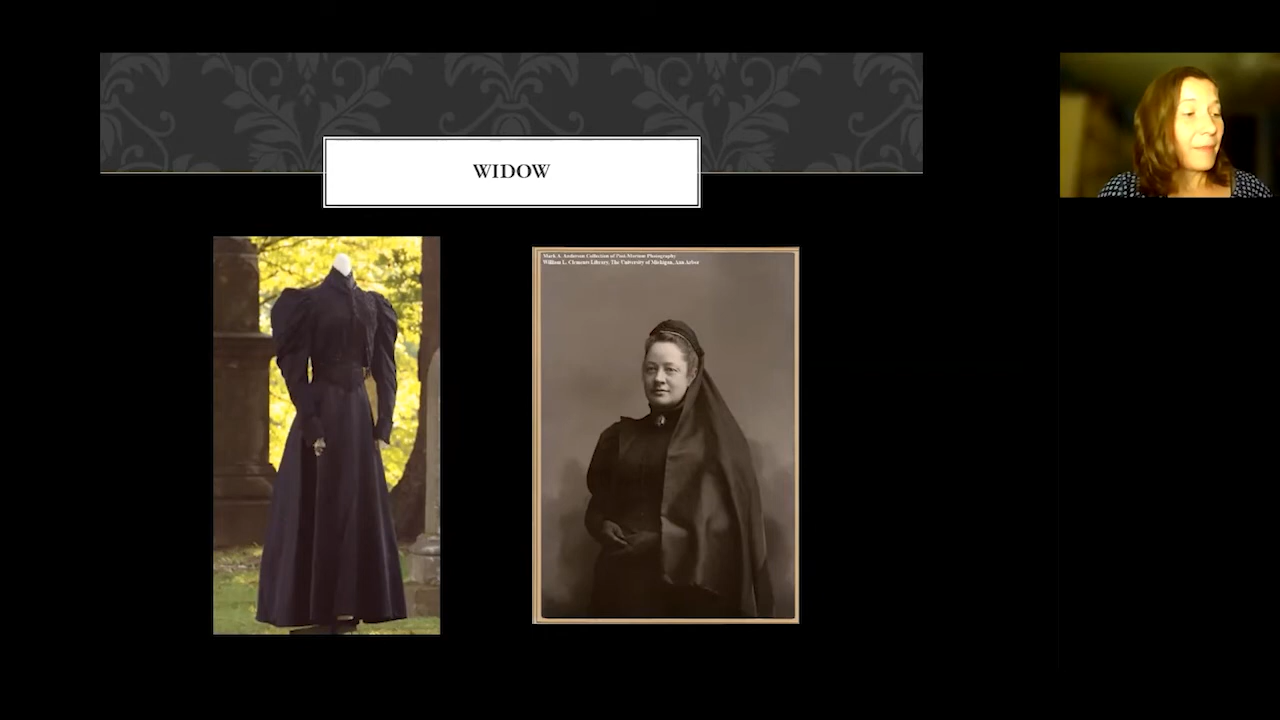 WIDOW
Mark A. Anderson Collection of Post-Mortem Photography
William L. Clements Library, The University of Michigan, Ann Arbor